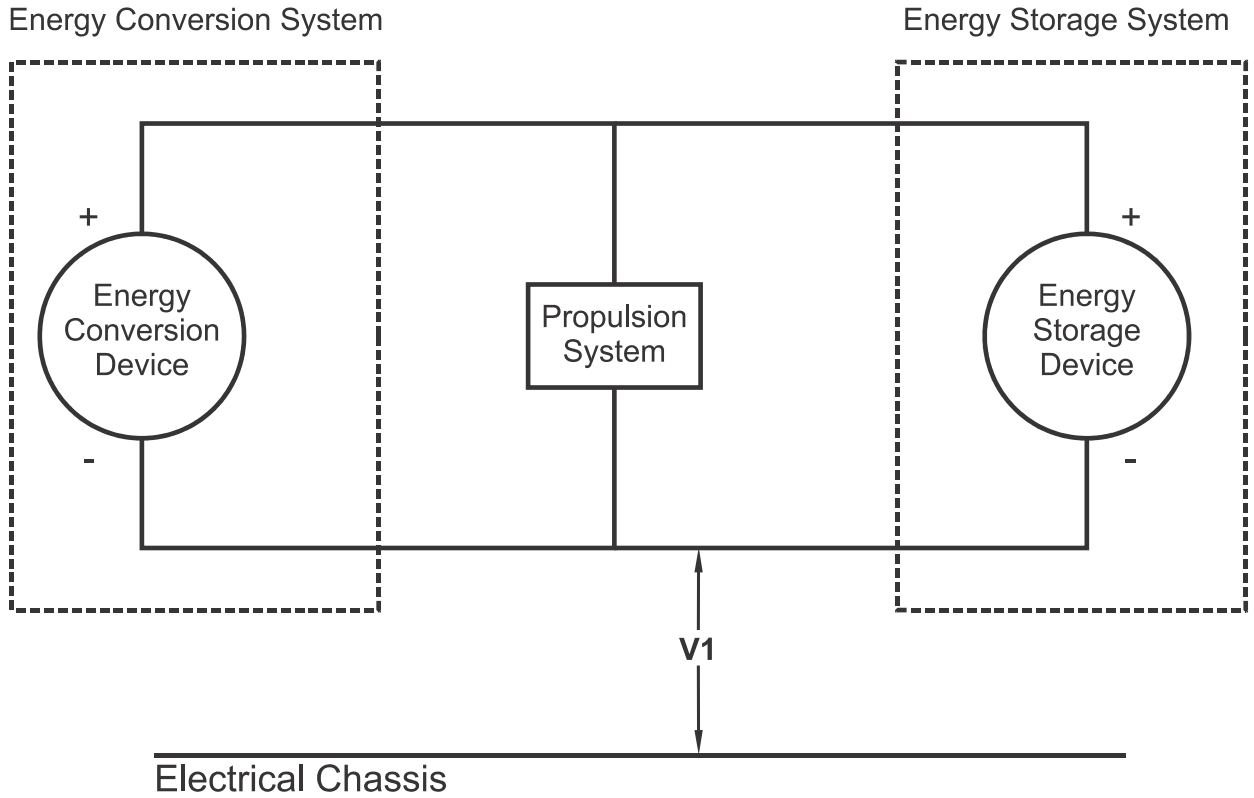 Energy Conversion System
Energy Storage System
+
+
Energy
Conversion
Device
Propulsion
System
Energy
Storage
Device
-
-
V1
Electrical Chassis